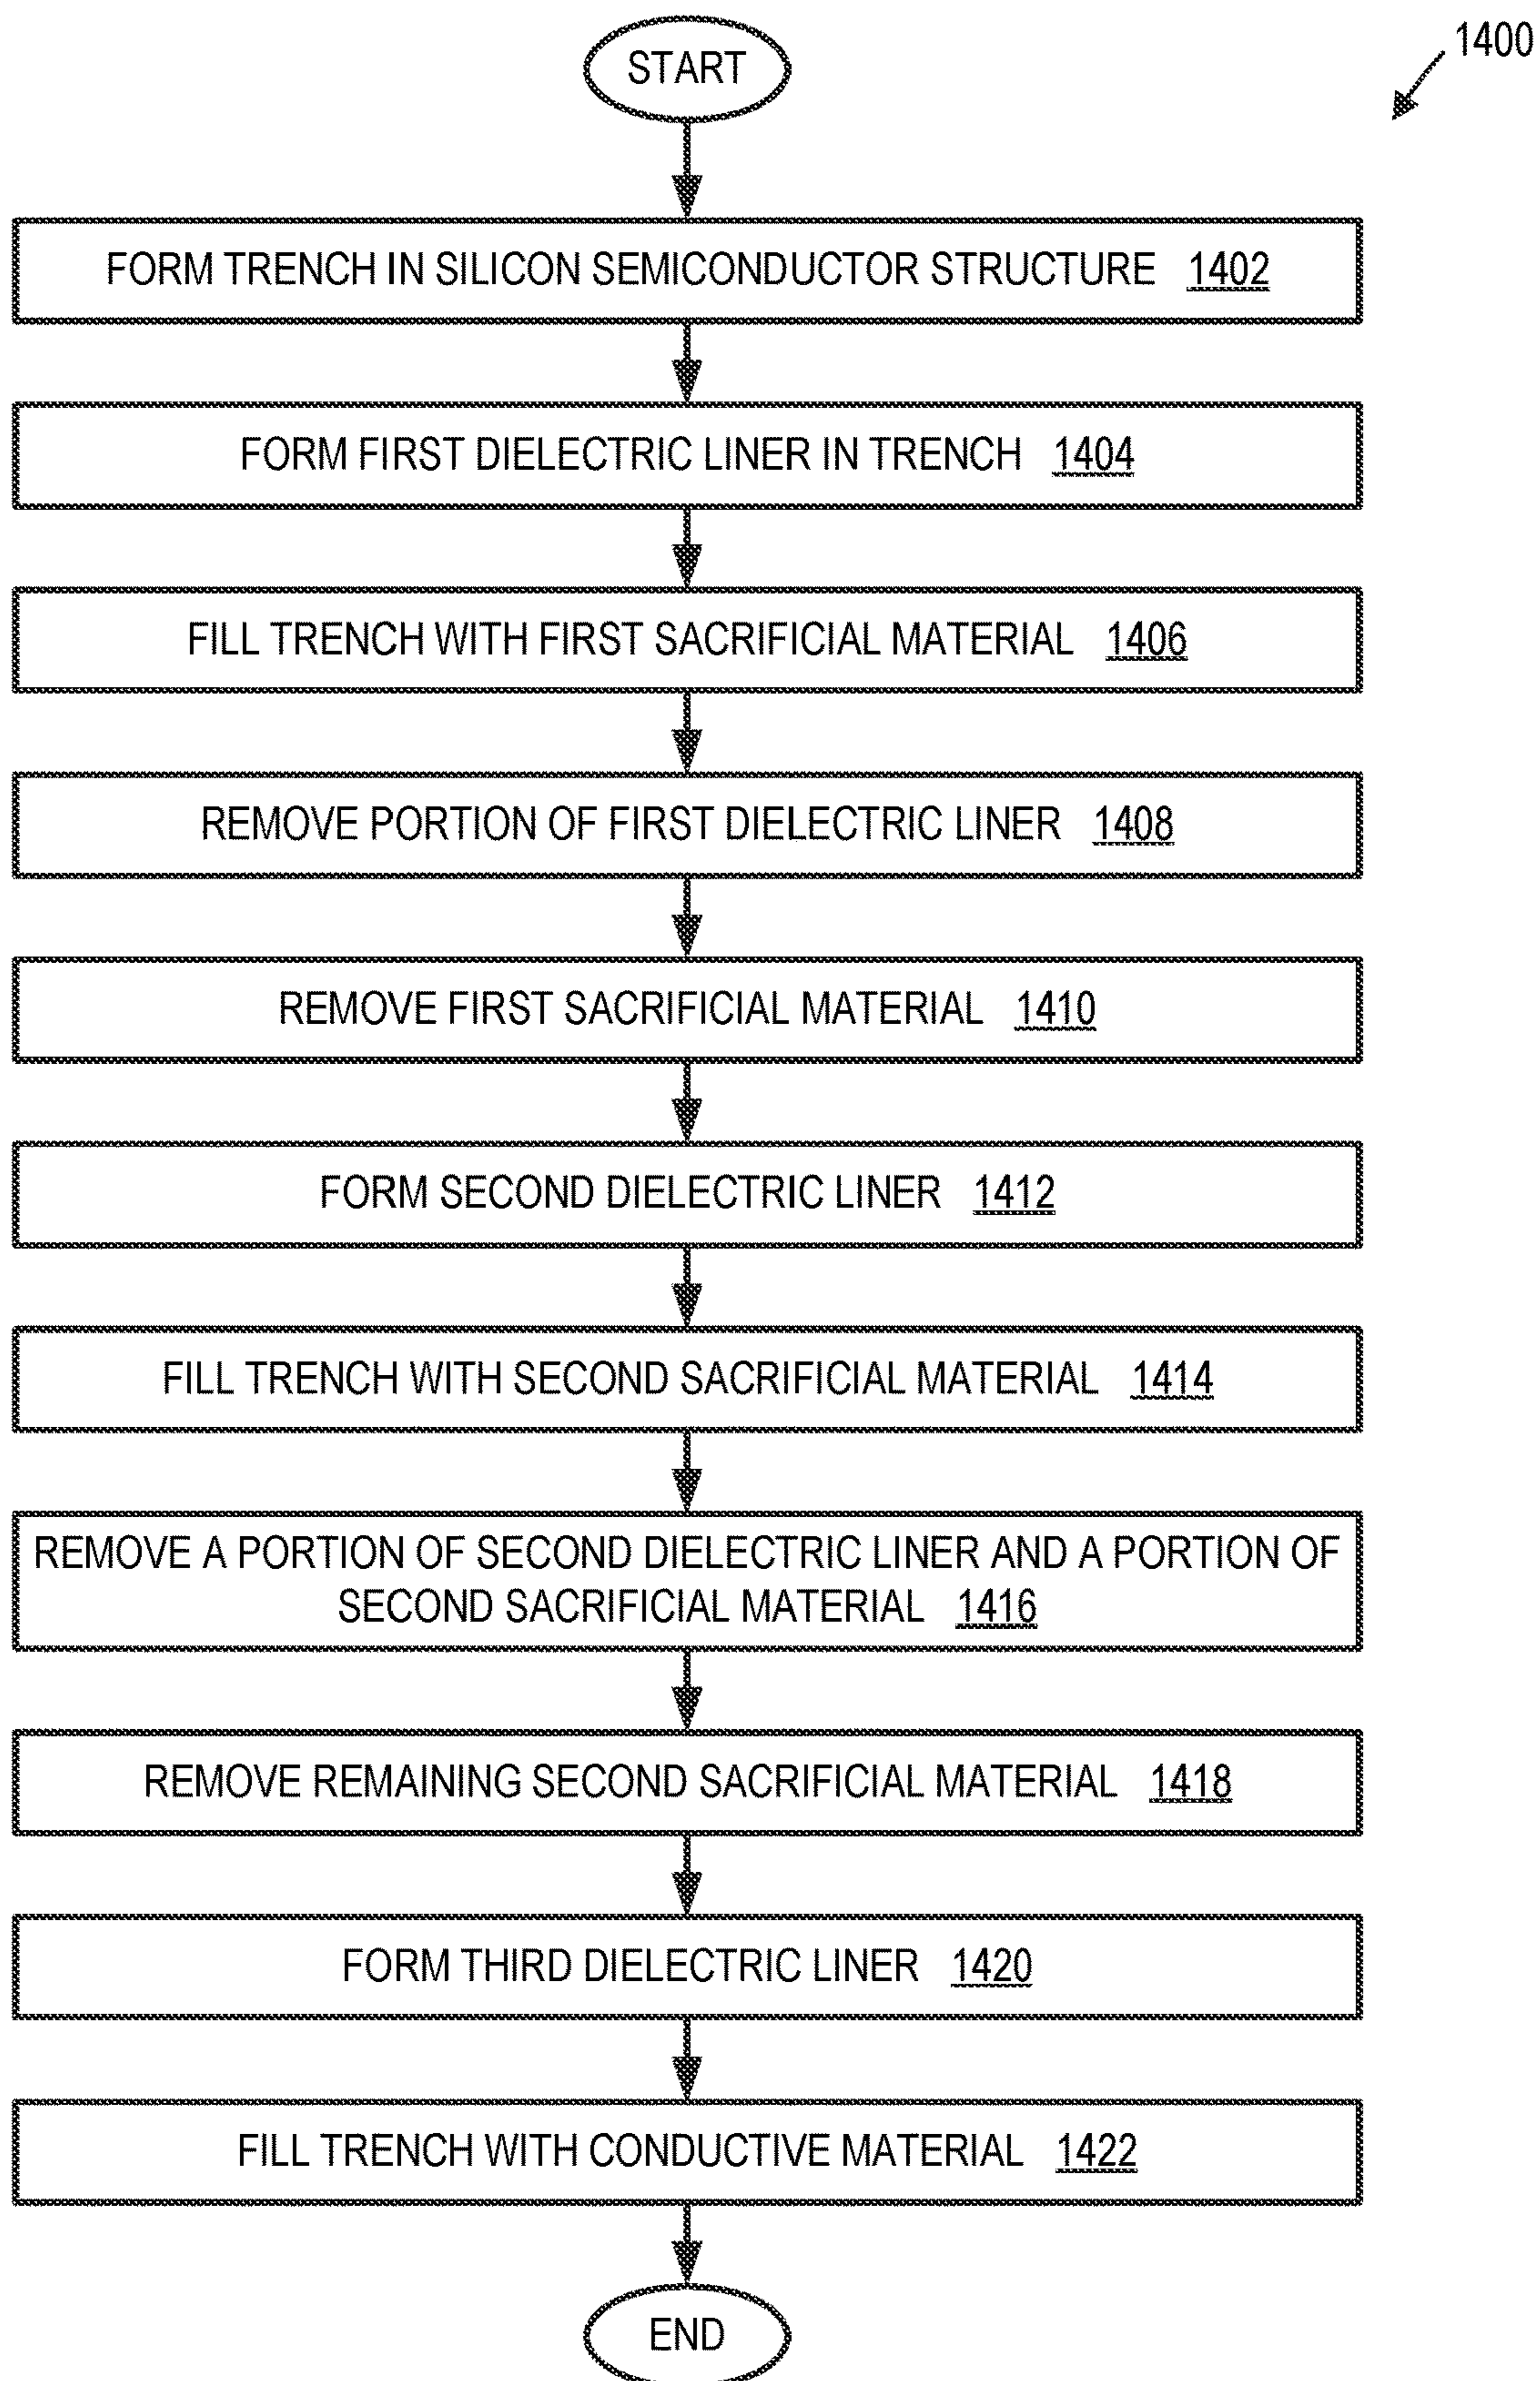 START
1400
FORM TRENCH IN SILICON SEMICONDUCTOR STRUCTURE 1402
FORM FIRST DIELECTRIC LINER IN TRENCH 1404
FILL TRENCH WITH FIRST SACRIFICIAL MATERIAL 1406
REMOVE PORTION OF FIRST DIELECTRIC LINER 1408
REMOVE FIRST SACRIFICIAL MATERIAL 1410
FORM SECOND DIELECTRIC LINER 1412
FILL TRENCH WITH SECOND SACRIFICIAL MATERIAL 1414
REMOVE A PORTION OF SECOND DIELECTRIC LINER AND A PORTION OF
SECOND SACRIFICIAL MATERIAL 1416
REMOVE REMAINING SECOND SACRIFICIAL MATERIAL 1418
FORM THIRD DIELECTRIC LINER 1420
FILL TRENCH WITH CONDUCTIVE MATERIAL 1422
END